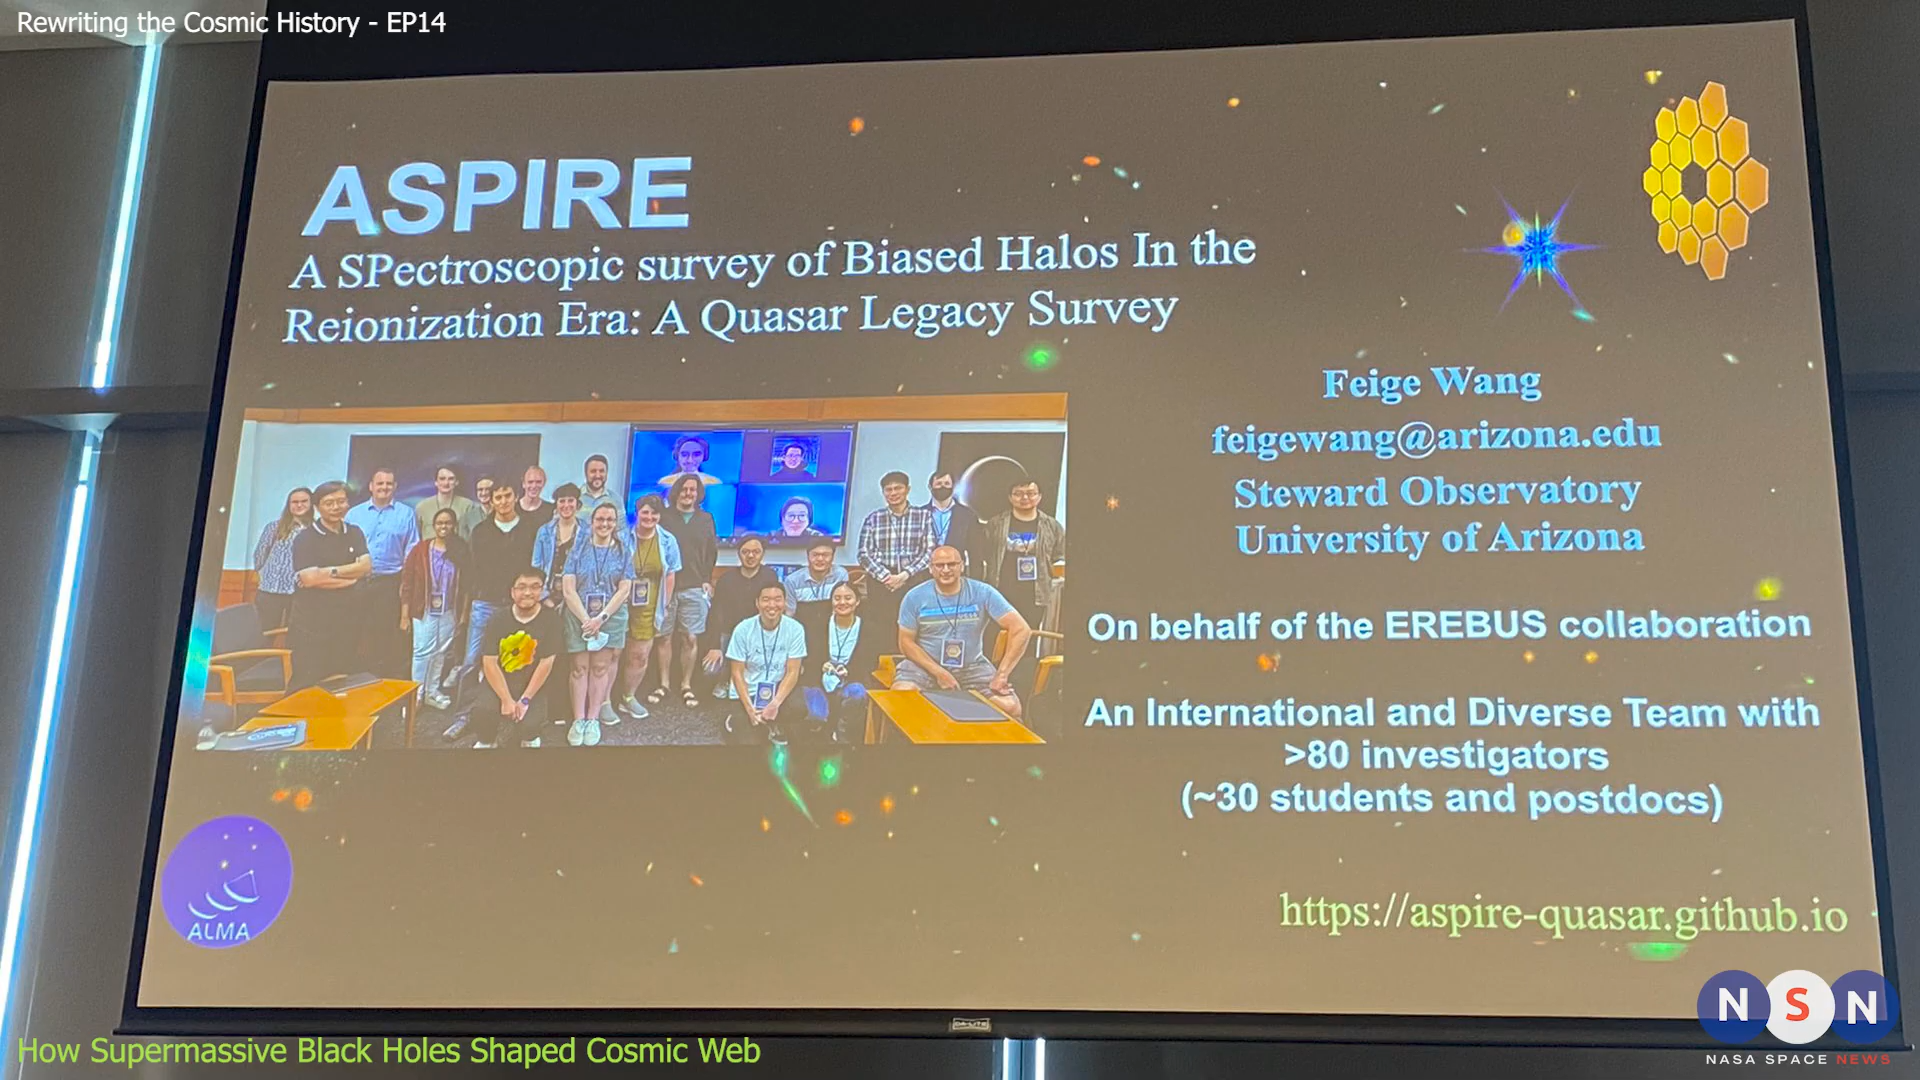 Rewriting the Cosmic History - EP14
ASPIRE
A SPectroscopic survey of Biased Halos In the
Reionization Era: A Quasar Legacy Survey
Feige Wang
feigewang@arizona.edu
Steward Observatory
University of Arizona
On behalf of the EREBUS collaboration
An International and Diverse Team with
>80 investigators
(~30 students and postdocs)
ALMA
https://aspire-quasar.github.io
DA-LITE
How Supermassive Black Holes Shaped Cosmic Web
NSN
NASA SPACE NEWS